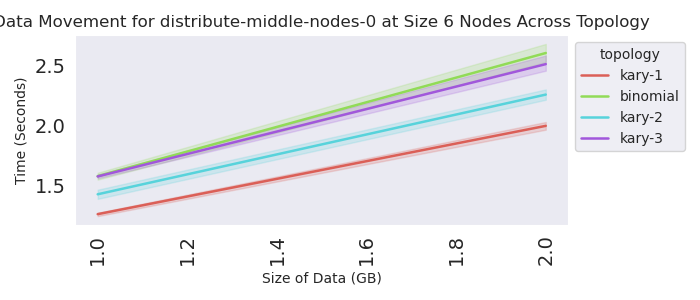 Data Movement for distribute-middle-nodes-0 at Size 6 Nodes Across Topology
2.5
2.0
1.5
Time (Seconds)
1.0
1.2
1.4
1.6
1.8
2.0
Size of Data (GB)
topology
kary-1
binomial
kary-2
kary-3